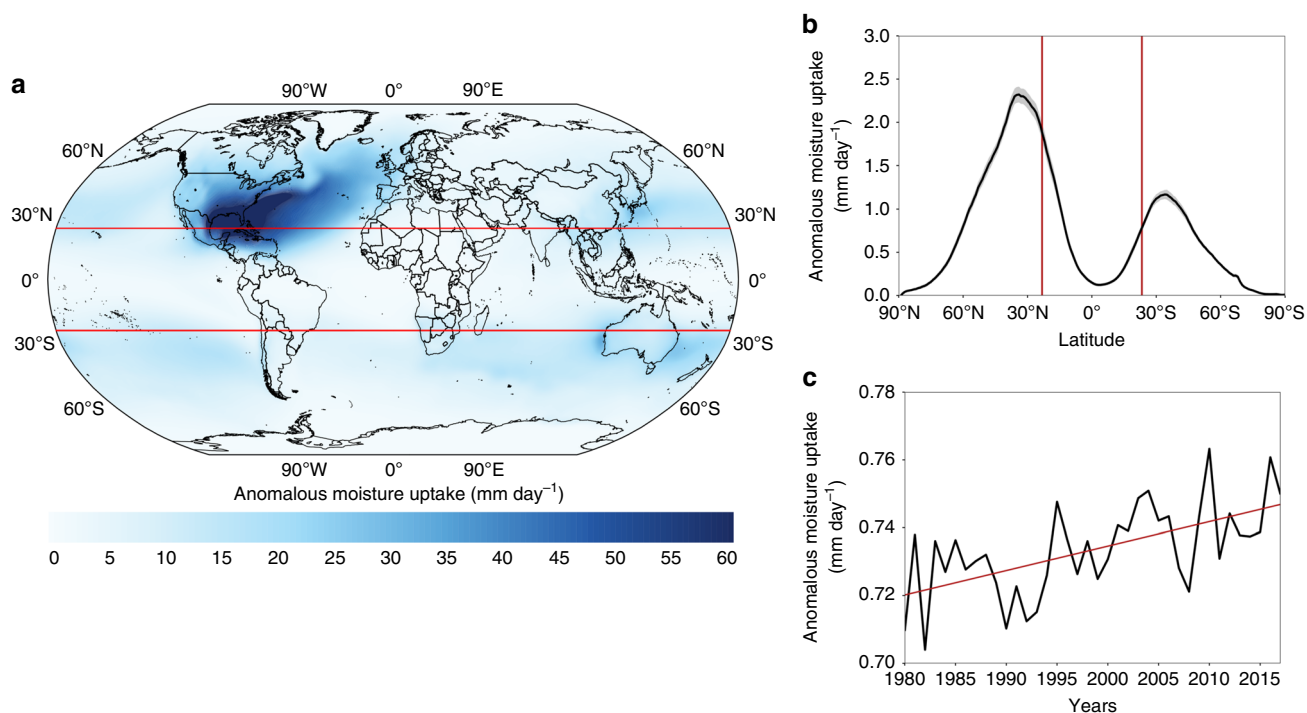 a
90°W 0° 90°E
60°N 60°N
30°N 30°N
0° 0°
30°S 30°S
60°S 60°S
90°W 0° 90°E
Anomalous moisture uptake (mm day⁻¹)
0 5 10 15 20 25 30 35 40 45 50 55 60
b
Anomalous moisture uptake
(mm day⁻¹)
3.0
2.5
2.0
1.5
1.0
0.5
0.0
90°N 60°N 30°N 0° 30°S 60°S 90°S
Latitude
c
Anomalous moisture uptake
(mm day⁻¹)
0.78
0.76
0.74
0.72
0.70
1980 1985 1990 1995 2000 2005 2010 2015
Years